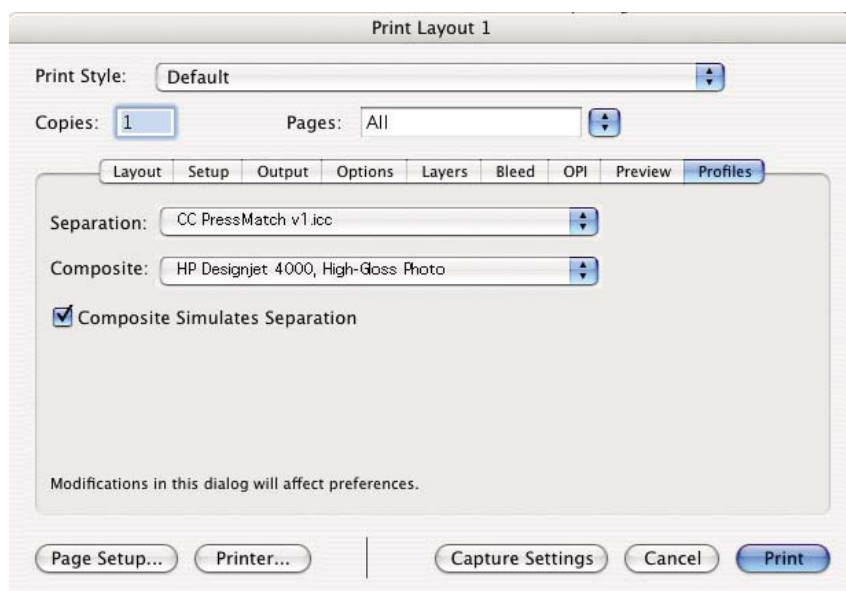 Print Layout 1
Print Style: Default
Copies: 1 Pages: All
Layout Setup Output Options Layers Bleed OPI Preview Profiles
Separation: CC PressMatch v1.icc
Composite: HP Designjet 4000, High-Gloss Photo
Composite Simulates Separation
Modifications in this dialog will affect preferences.
Page Setup... Printer... Capture Settings Cancel Print